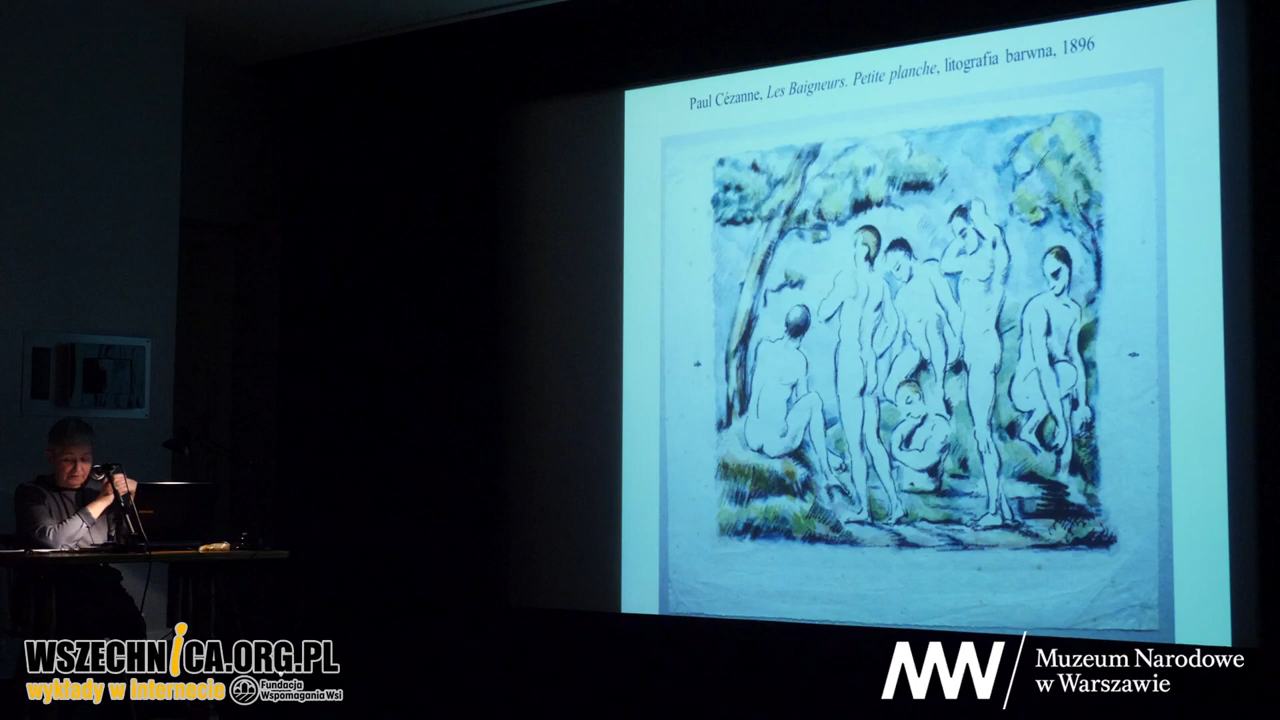 Paul Cézanne, Les Baigneurs. Petite planche, litografia barwna, 1896
WSZECHNiCA.ORG.PL
wykłady w internecie
Fundacja
Wspomagania Wsi
Muzeum Narodowe
w Warszawie